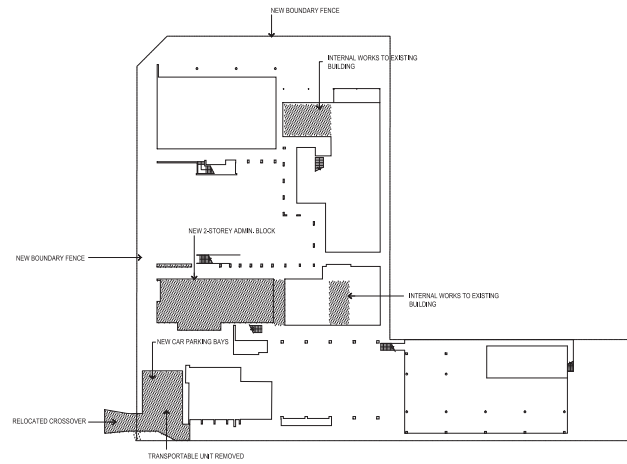 NEW BOUNDARY FENCE
INTERNAL WORKS TO EXISTING
BUILDING
NEW 2-STOREY ADMIN. BLOCK
NEW BOUNDARY FENCE
INTERNAL WORKS TO EXISTING
BUILDING
NEW CAR PARKING BAYS
RELOCATED CROSSOVER
TRANSPORTABLE UNIT REMOVED